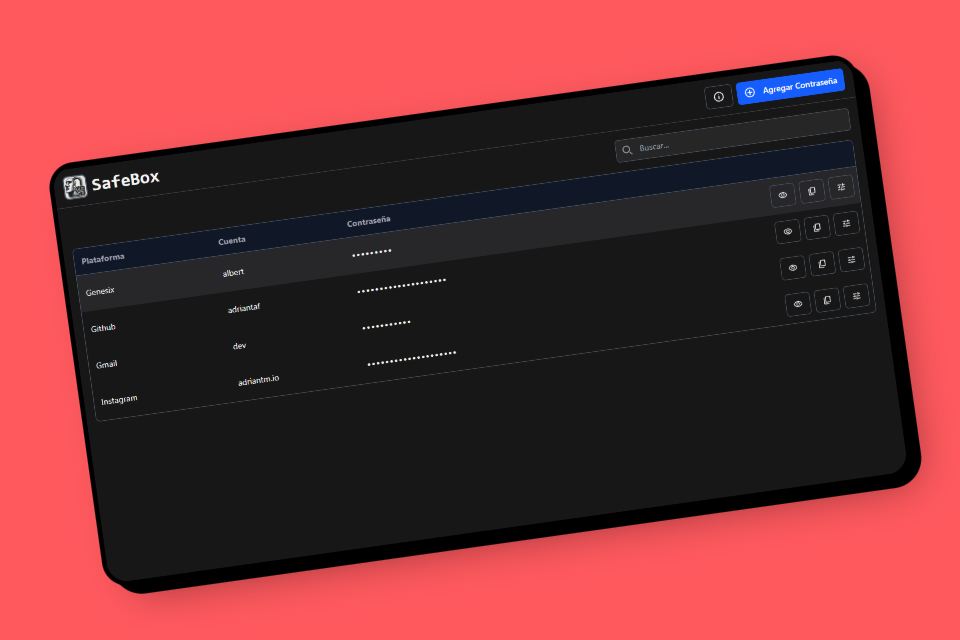 SafeBox
Agregar Contraseña
Buscar...
Plataforma Cuenta Contraseña
Genesix albert •••••••••
Github adriantaf ••••••••••••••••••••
Gmail dev •••••••••••
Instagram adriantm.io ••••••••••••••••••••